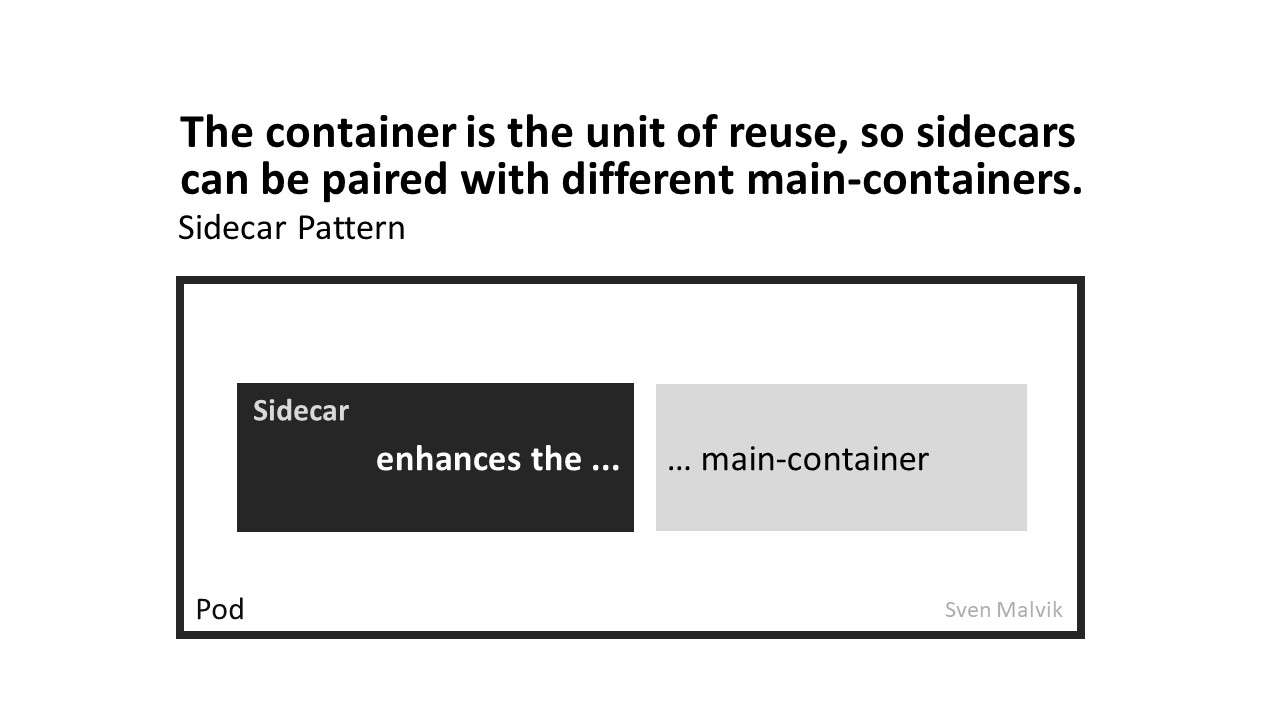 The container is the unit of reuse, so sidecars
can be paired with different main-containers.
Sidecar Pattern
Sidecar
enhances the ...
... main-container
Pod
Sven Malvik